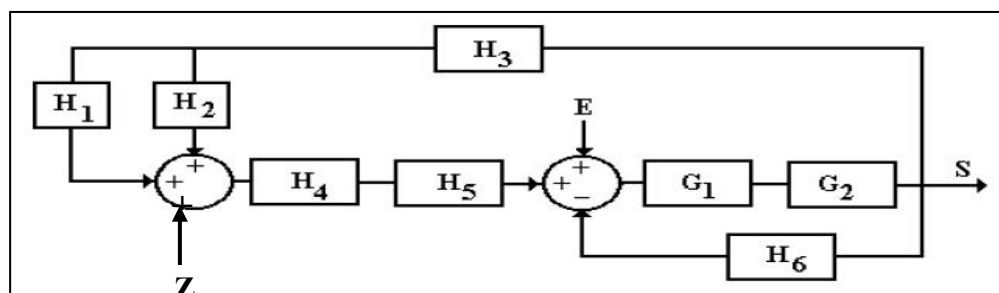 H3
H1
H2
E
+
+
+
+
+
+
-
H4
H5
G1
G2
S
H6
Z